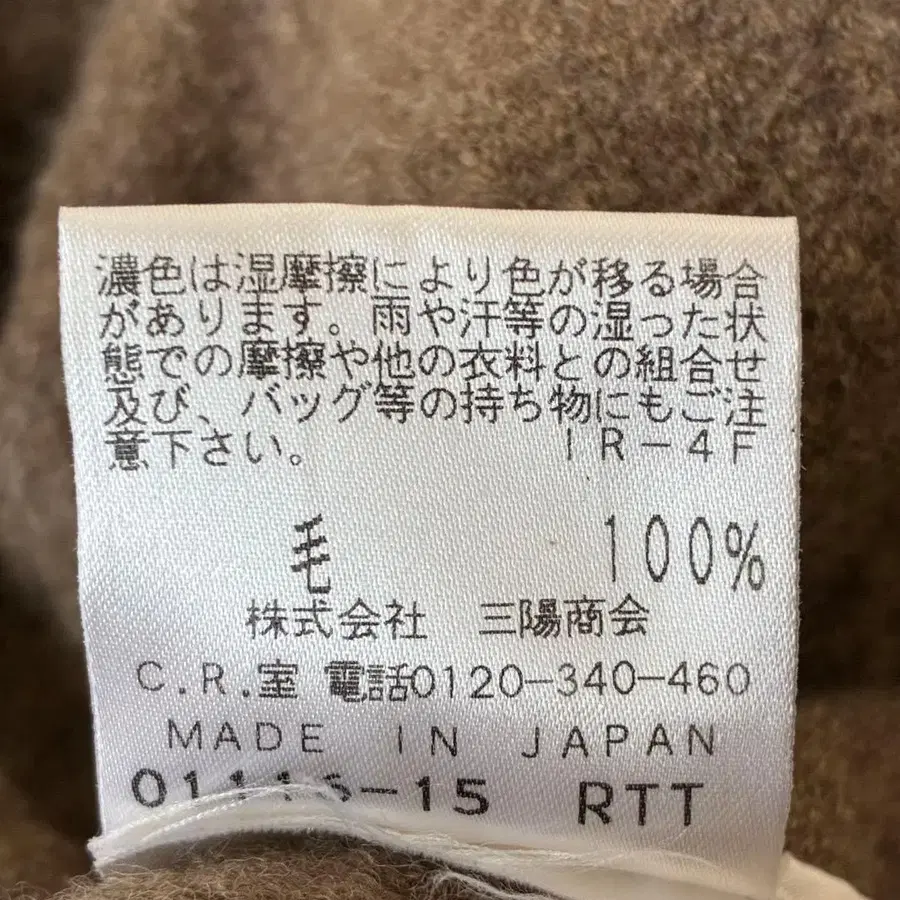 濃色は湿摩擦により色が移る場合
があります。雨や汗等の湿った状
態での摩擦や他の衣料との組合せ
及び、バッグ等の持ち物にもご注
意下さい。 IR-4F
毛 100%
株式会社 三陽商会
C.R.室 電話0120-340-460
MADE IN JAPAN
01116-15 RTT